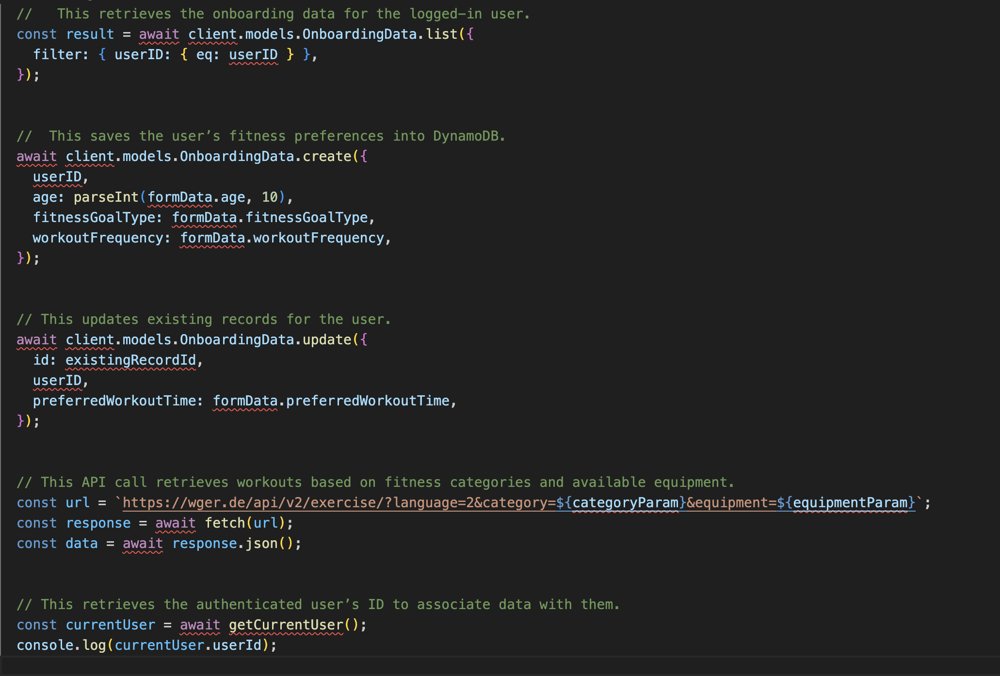 //   This retrieves the onboarding data for the logged-in user.
const result = await client.models.OnboardingData.list({
  filter: { userID: { eq: userID } },
});
//  This saves the user’s fitness preferences into DynamoDB.
await client.models.OnboardingData.create({
  userID,
  age: parseInt(formData.age, 10),
  fitnessGoalType: formData.fitnessGoalType,
  workoutFrequency: formData.workoutFrequency,
});
// This updates existing records for the user.
await client.models.OnboardingData.update({
  id: existingRecordId,
  userID,
  preferredWorkoutTime: formData.preferredWorkoutTime,
});
// This API call retrieves workouts based on fitness categories and available equipment.
const url = `https://wger.de/api/v2/exercise/?language=2&category=${categoryParam}&equipment=${equipmentParam}`;
const response = await fetch(url);
const data = await response.json();
// This retrieves the authenticated user’s ID to associate data with them.
const currentUser = await getCurrentUser();
console.log(currentUser.userId);